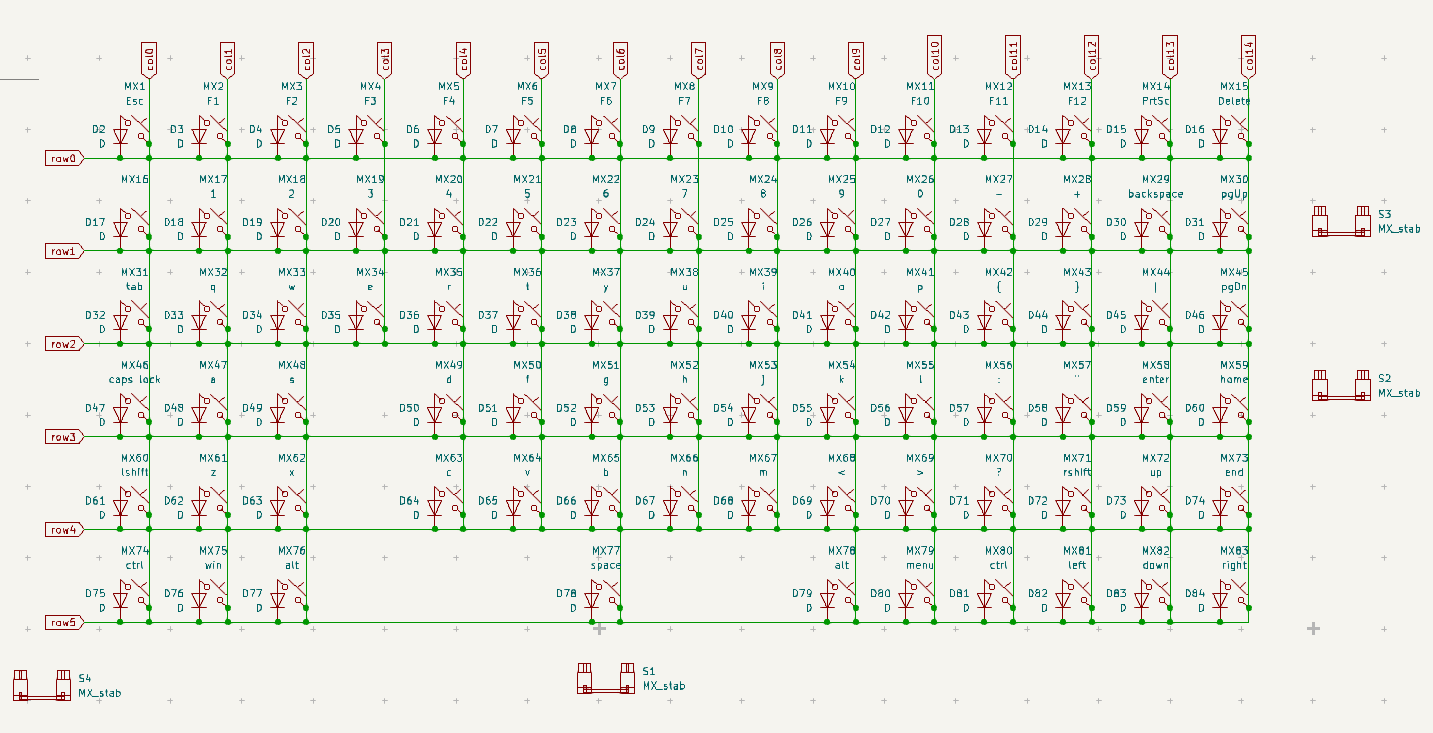 col0 col1 col2 col3 col4 col5 col6 col7 col8 col9 col10 col11 col12 col13 col14
MX1 MX2 MX3 MX4 MX5 MX6 MX7 MX8 MX9 MX10 MX11 MX12 MX13 MX14 MX15
Esc F1 F2 F3 F4 F5 F6 F7 F8 F9 F10 F11 F12 PrtSc Delete
D2 D3 D4 D5 D6 D7 D8 D9 D10 D11 D12 D13 D14 D15 D16
D D D D D D D D D D D D D D D
row0
MX16 MX17 MX18 MX19 MX20 MX21 MX22 MX23 MX24 MX25 MX26 MX27 MX28 MX29 MX30
1 2 3 4 5 6 7 8 9 0 - + backspace pgUp
D17 D18 D19 D20 D21 D22 D23 D24 D25 D26 D27 D28 D29 D30 D31
D D D D D D D D D D D D D D D
row1
S3
MX_stab
MX31 MX32 MX33 MX34 MX35 MX36 MX37 MX38 MX39 MX40 MX41 MX42 MX43 MX44 MX45
tab q w e r t y u i o p { } | pgDn
D32 D33 D34 D35 D36 D37 D38 D39 D40 D41 D42 D43 D44 D45 D46
D D D D D D D D D D D D D D D
row2
MX46 MX47 MX48 MX49 MX50 MX51 MX52 MX53 MX54 MX55 MX56 MX57 MX58 MX59
caps lock a s d f g h j k l : " enter home
D47 D48 D49 D50 D51 D52 D53 D54 D55 D56 D57 D58 D59 D60
D D D D D D D D D D D D D D
row3
S2
MX_stab
MX60 MX61 MX62 MX63 MX64 MX65 MX66 MX67 MX68 MX69 MX70 MX71 MX72 MX73
lshift z x c v b n m < > ? rshift up end
D61 D62 D63 D64 D65 D66 D67 D68 D69 D70 D71 D72 D73 D74
D D D D D D D D D D D D D D
row4
MX74 MX75 MX76 MX77 MX78 MX79 MX80 MX81 MX82 MX83
ctrl win alt space alt menu ctrl left down right
D75 D76 D77 D78 D79 D80 D81 D82 D83 D84
D D D D D D D D D D
row5
S4
MX_stab
S1
MX_stab